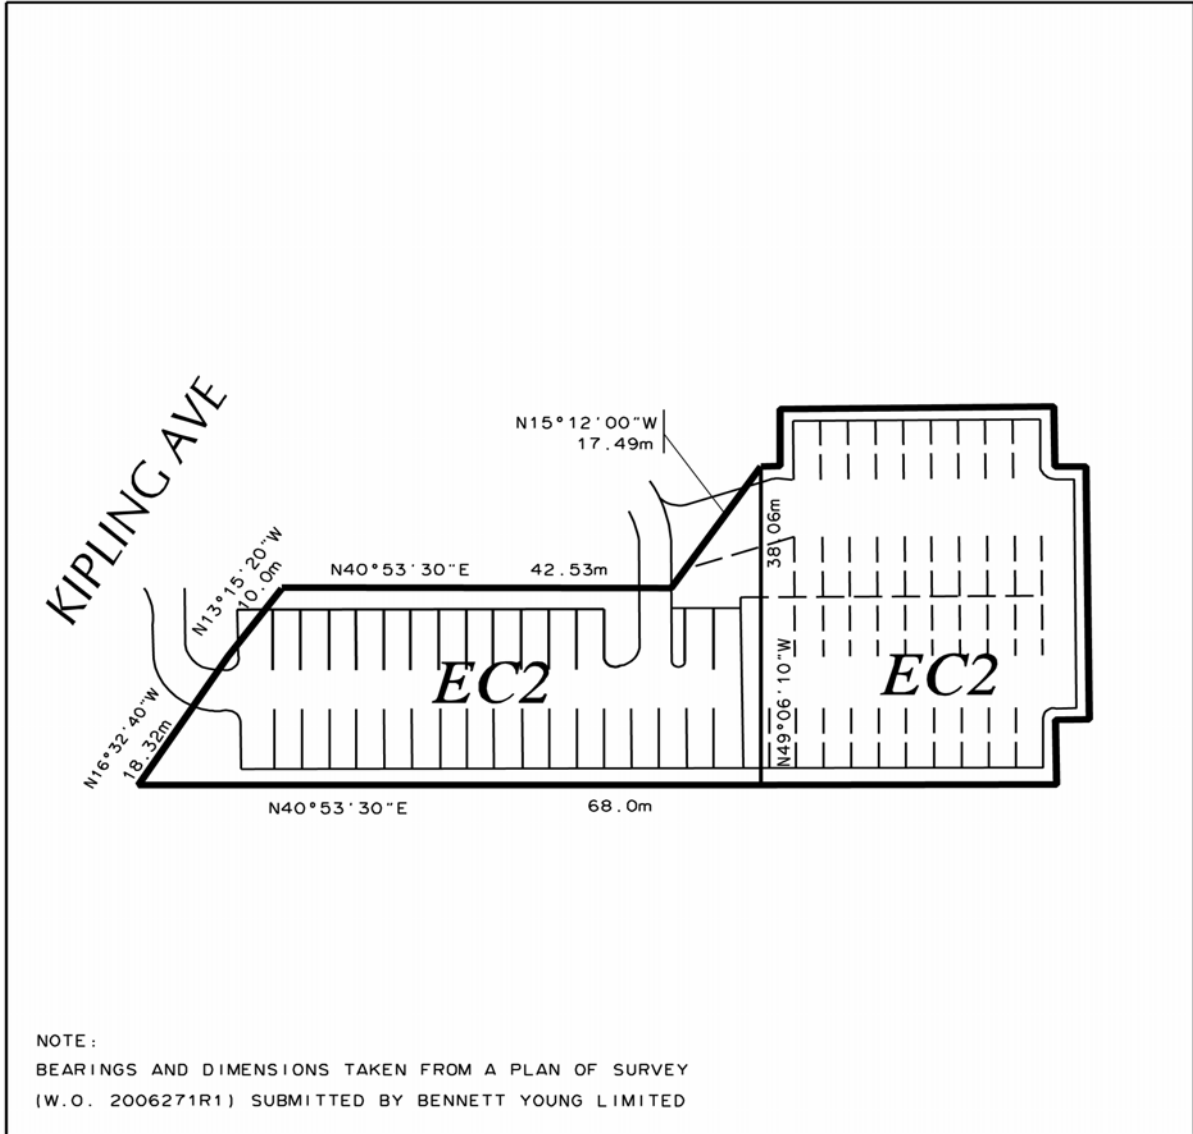 KIPLING AVE
N15°12'00"W
17.49m
N13°15'20"W
10.0m
N40°53'30"E 42.53m
38.06m
N16°32'40"W
18.32m
EC2
EC2
N49°06'10"W
N40°53'30"E 68.0m
NOTE:
BEARINGS AND DIMENSIONS TAKEN FROM A PLAN OF SURVEY
(W.O. 2006271R1) SUBMITTED BY BENNETT YOUNG LIMITED